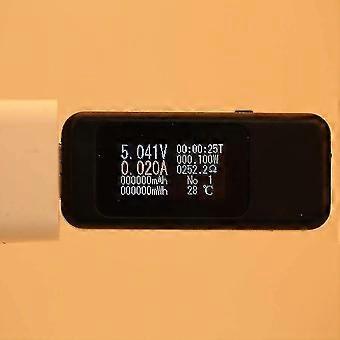 5.041V 00:00:25T
0.020A 000.100W
0252.2Ω
000000mAh No 1
000000mWh 28 ℃